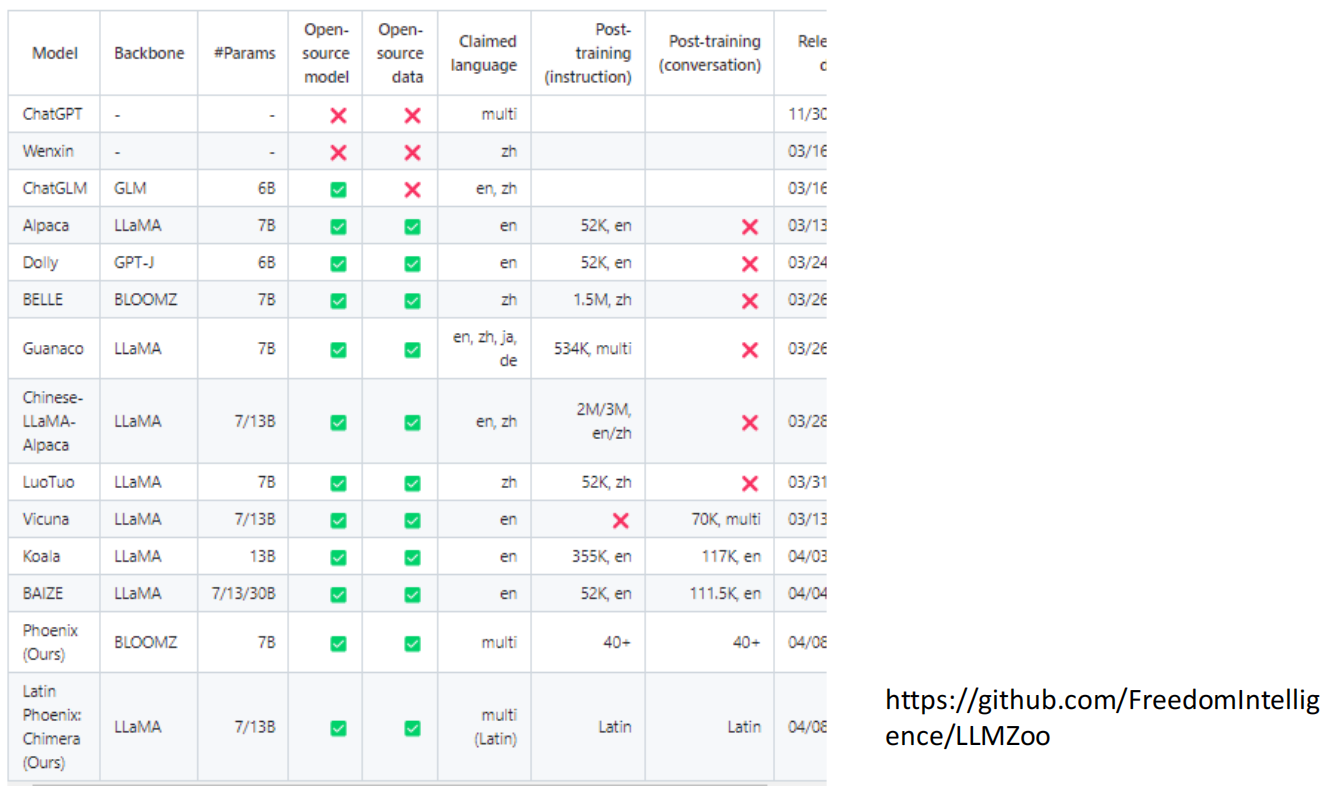 Model Backbone #Params Open-source model Open-source data Claimed language Post-training (instruction) Post-training (conversation)
ChatGPT - - ❌ ❌ multi 11/30
Wenxin - - ❌ ❌ zh 03/16
ChatGLM GLM 6B ✅ ❌ en, zh 03/16
Alpaca LLaMA 7B ✅ ✅ en 52K, en ❌ 03/13
Dolly GPT-J 6B ✅ ✅ en 52K, en ❌ 03/24
BELLE BLOOMZ 7B ✅ ✅ zh 1.5M, zh ❌ 03/26
Guanaco LLaMA 7B ✅ ✅ en, zh, ja, de 534K, multi ❌ 03/26
Chinese-LLaMA-Alpaca LLaMA 7/13B ✅ ✅ en, zh 2M/3M, en/zh ❌ 03/28
LuoTuo LLaMA 7B ✅ ✅ zh 52K, zh ❌ 03/31
Vicuna LLaMA 7/13B ✅ ✅ en ❌ 70K, multi 03/13
Koala LLaMA 13B ✅ ✅ en 355K, en 117K, en 04/03
BAIZE LLaMA 7/13/30B ✅ ✅ en 52K, en 111.5K, en 04/04
Phoenix (Ours) BLOOMZ 7B ✅ ✅ multi 40+ 40+ 04/08
Latin Phoenix: Chimera (Ours) LLaMA 7/13B ✅ ✅ multi (Latin) Latin Latin 04/08
https://github.com/FreedomIntellig
ence/LLMZoo